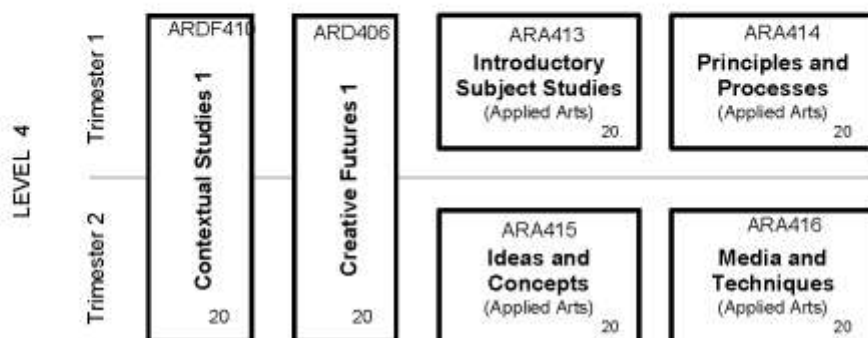 LEVEL 4
Trimester 1
Trimester 2
ARDF410
Contextual Studies 1
20
ARD406
Creative Futures 1
20
ARA413
Introductory
Subject Studies
(Applied Arts)
20
ARA414
Principles and
Processes
(Applied Arts)
20
ARA415
Ideas and
Concepts
(Applied Arts)
20
ARA416
Media and
Techniques
(Applied Arts)
20